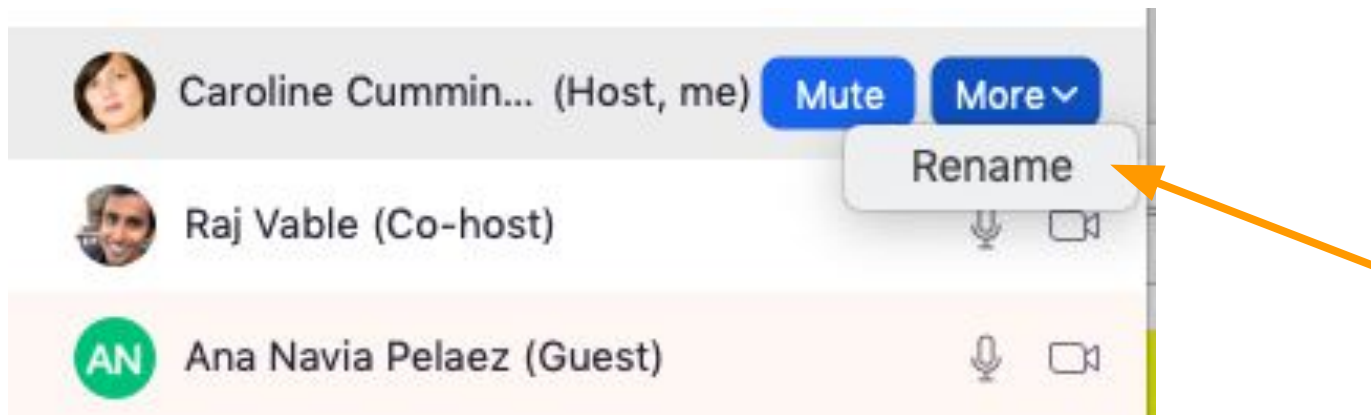 Caroline Cummin... (Host, me) Mute More
Rename
Raj Vable (Co-host)
AN Ana Navia Pelaez (Guest)